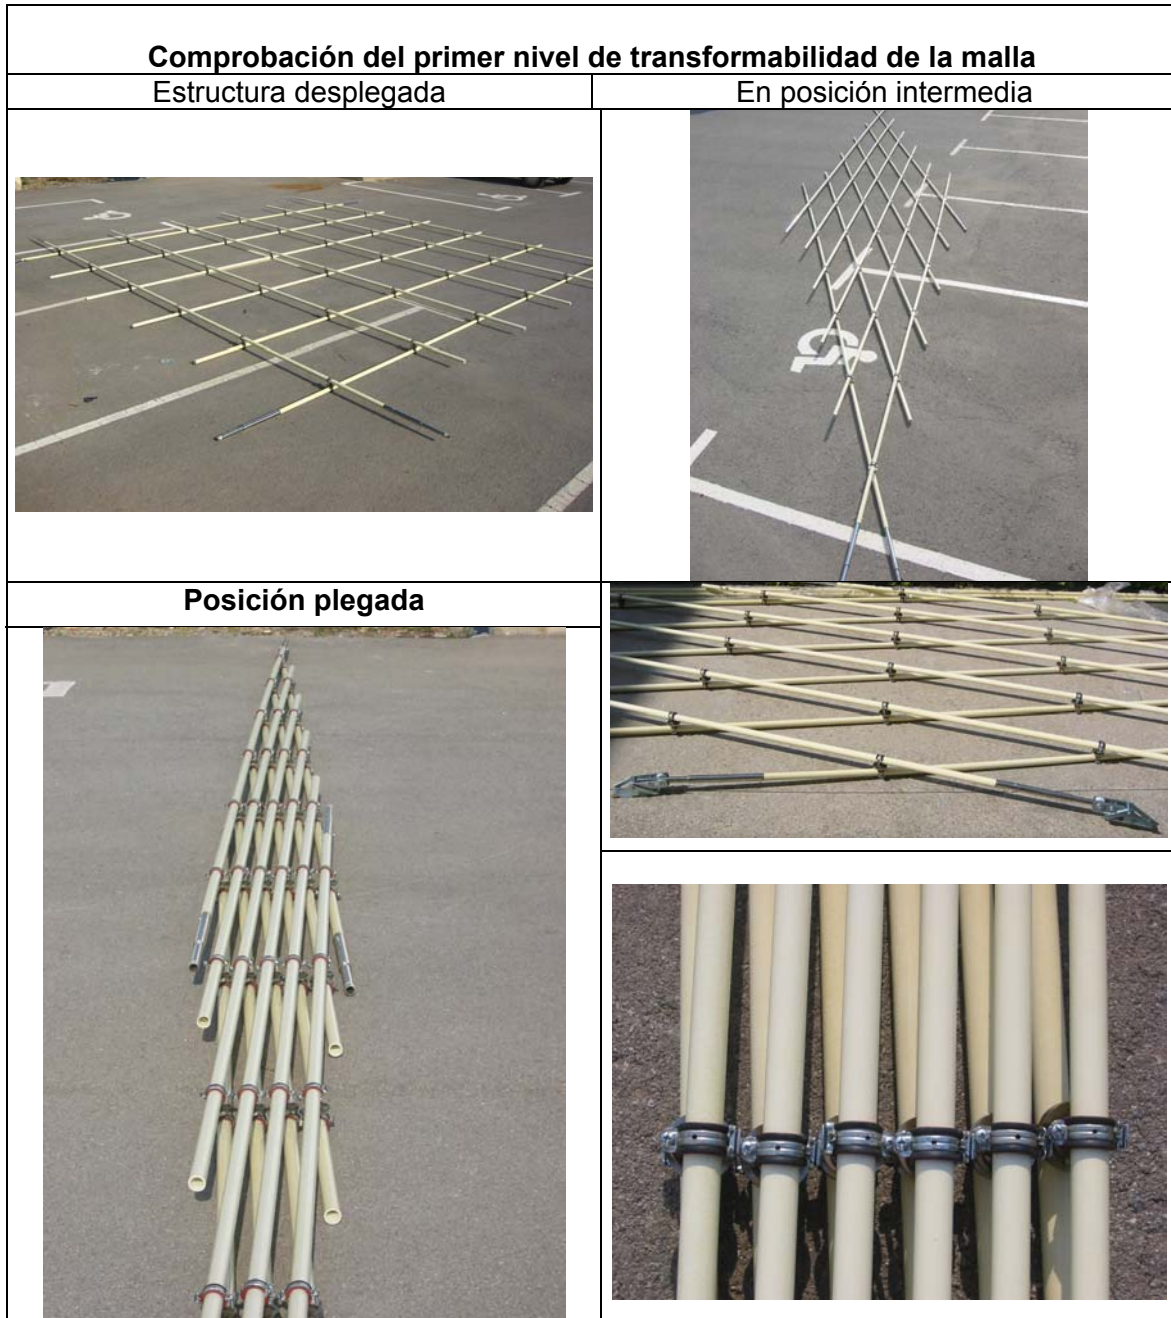 Comprobación del primer nivel de transformabilidad de la malla
Estructura desplegada
En posición intermedia
Posición plegada